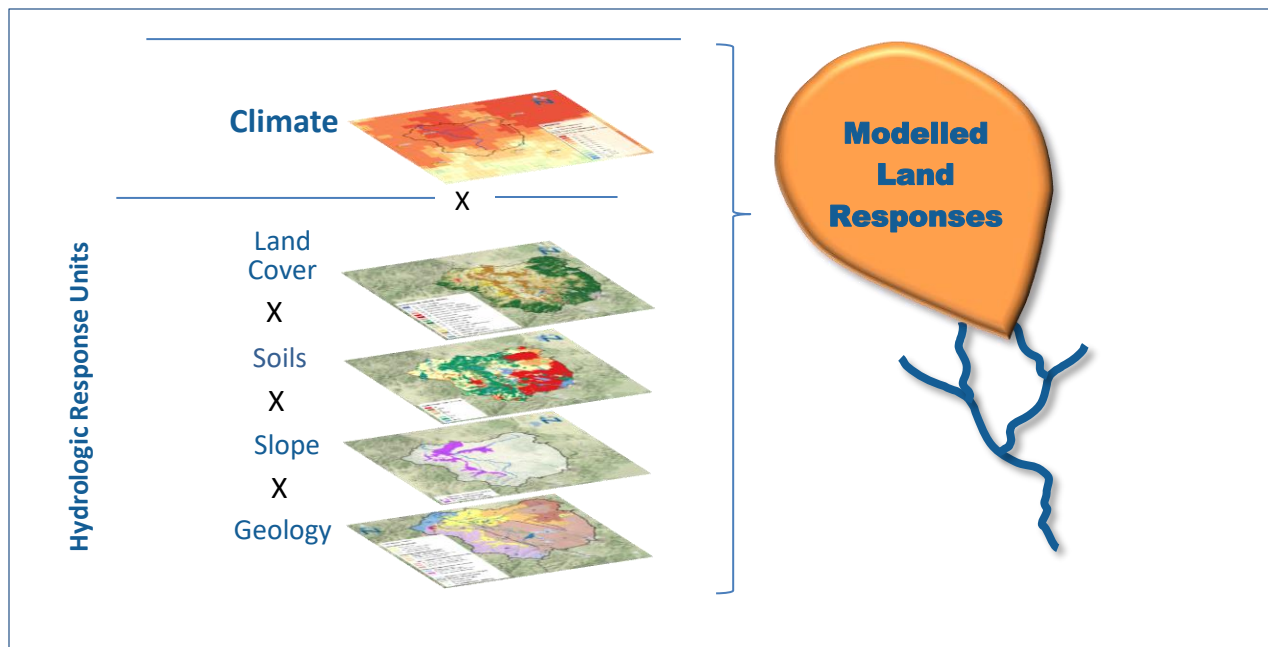 Climate
X
Hydrologic Response Units
Land
Cover
X
Soils
X
Slope
X
Geology
Modelled
Land
Responses